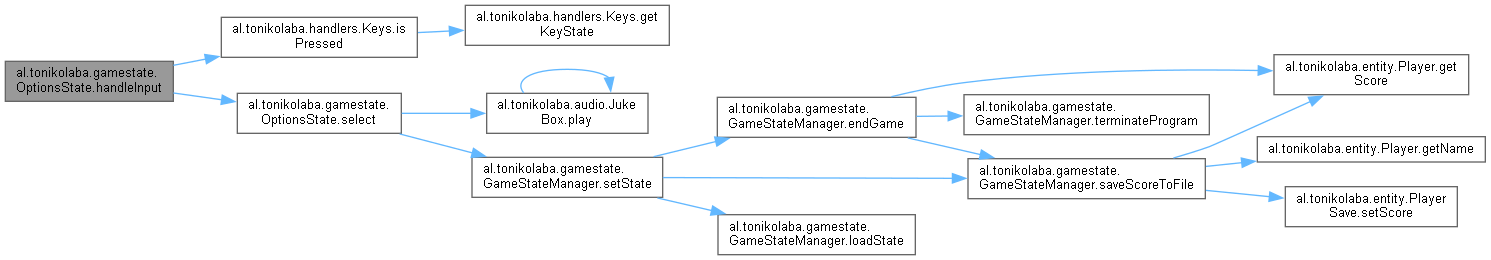 al.tonikolaba.gamestate.
OptionsState.handleInput
al.tonikolaba.handlers.Keys.is
Pressed
al.tonikolaba.handlers.Keys.get
KeyState
al.tonikolaba.gamestate.
OptionsState.select
al.tonikolaba.audio.Juke
Box.play
al.tonikolaba.gamestate.
GameStateManager.setState
al.tonikolaba.gamestate.
GameStateManager.endGame
al.tonikolaba.entity.Player.get
Score
al.tonikolaba.gamestate.
GameStateManager.terminateProgram
al.tonikolaba.gamestate.
GameStateManager.saveScoreToFile
al.tonikolaba.entity.Player.getName
al.tonikolaba.entity.Player
Save.setScore
al.tonikolaba.gamestate.
GameStateManager.loadState